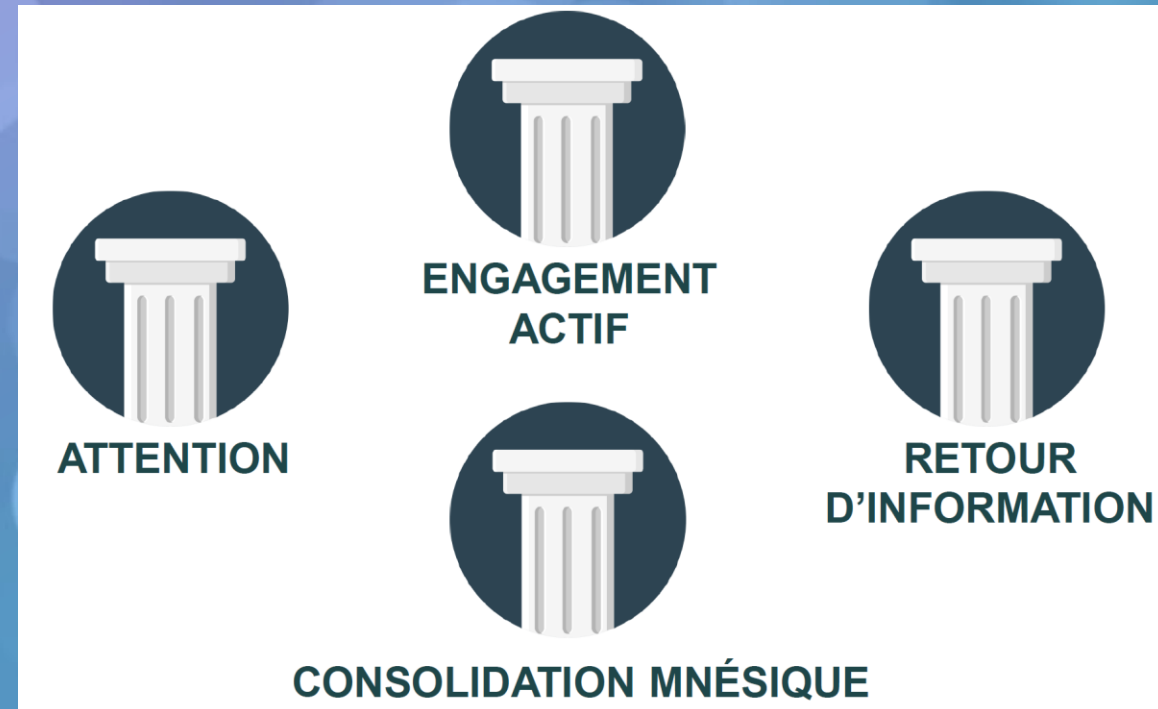 ENGAGEMENT
ACTIF
ATTENTION
RETOUR
D’INFORMATION
CONSOLIDATION MNÉSIQUE